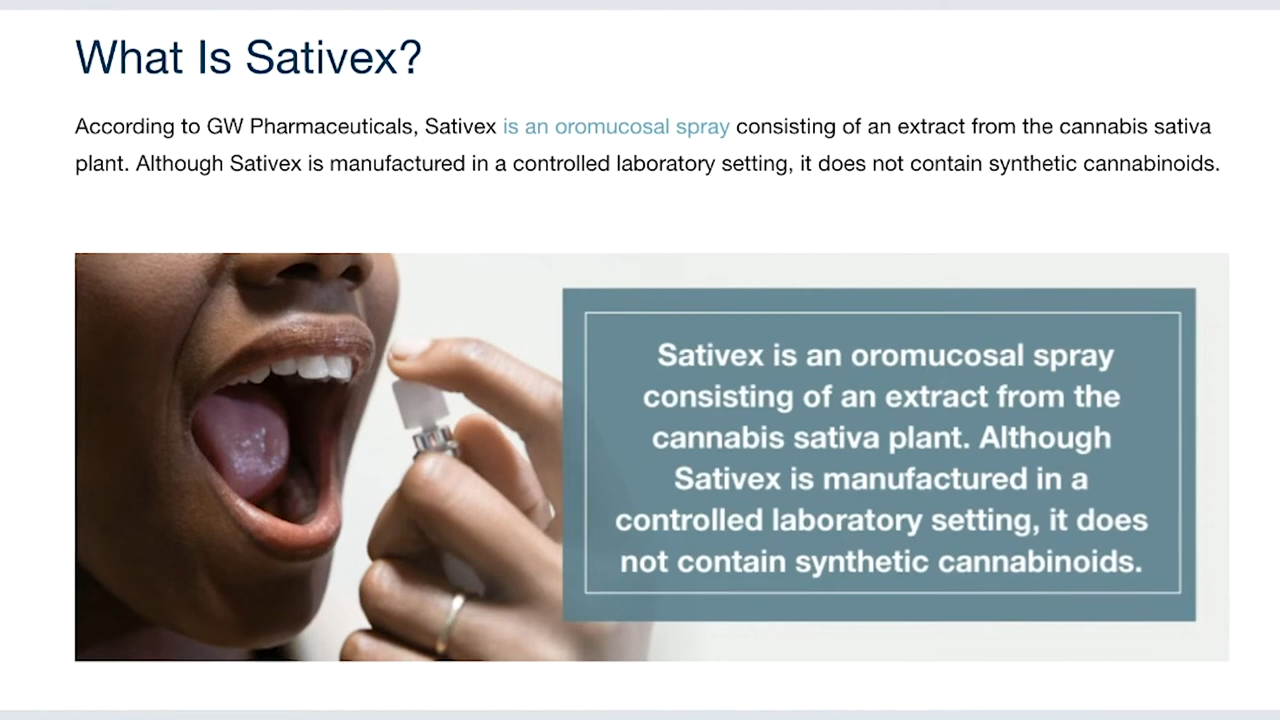 What Is Sativex?
According to GW Pharmaceuticals, Sativex is an oromucosal spray consisting of an extract from the cannabis sativa
plant. Although Sativex is manufactured in a controlled laboratory setting, it does not contain synthetic cannabinoids.
Sativex is an oromucosal spray
consisting of an extract from the
cannabis sativa plant. Although
Sativex is manufactured in a
controlled laboratory setting, it does
not contain synthetic cannabinoids.